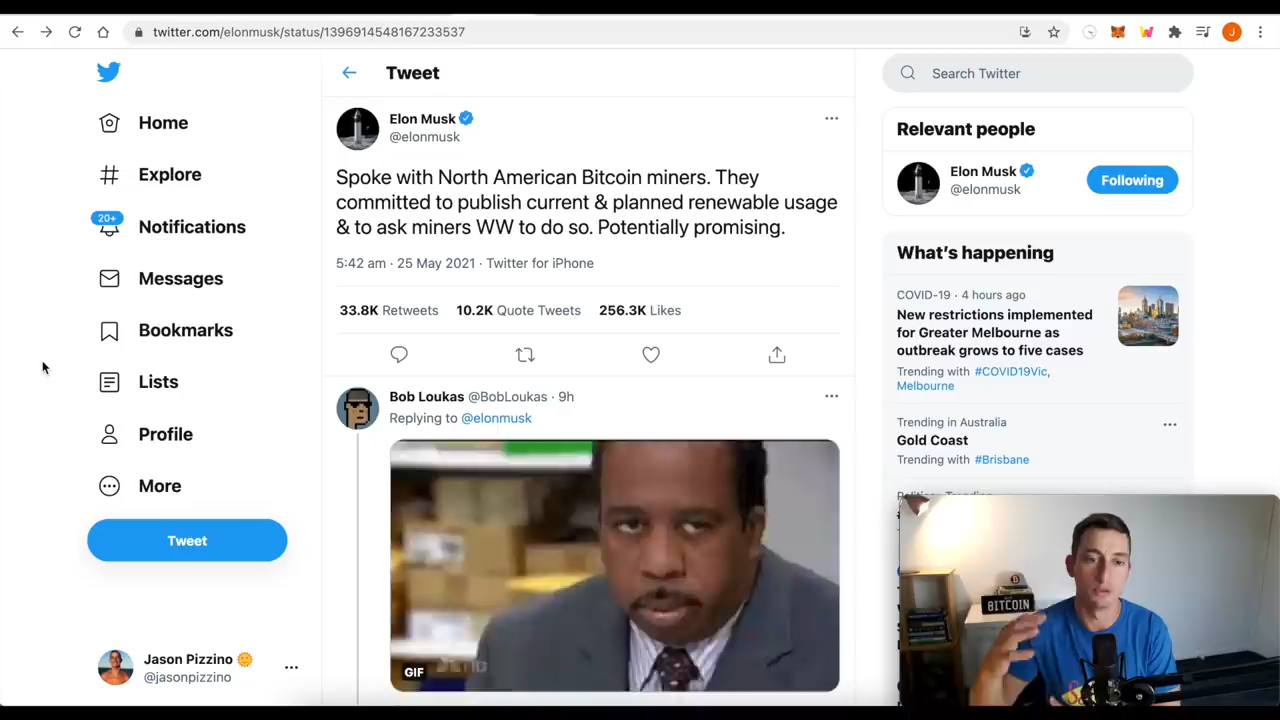 twitter.com/elonmusk/status/1396914548167233537
J
Home
Explore
20+
Notifications
Messages
Bookmarks
Lists
Profile
More
Tweet
Jason Pizzino
@jasonpizzino
Tweet
Elon Musk
@elonmusk
Spoke with North American Bitcoin miners. They
committed to publish current & planned renewable usage
& to ask miners WW to do so. Potentially promising.
5:42 am · 25 May 2021 · Twitter for iPhone
33.8K Retweets 10.2K Quote Tweets 256.3K Likes
Bob Loukas @BobLoukas · 9h
Replying to @elonmusk
GIF
Search Twitter
Relevant people
Elon Musk
@elonmusk
Following
What's happening
COVID-19 · 4 hours ago
New restrictions implemented
for Greater Melbourne as
outbreak grows to five cases
Trending with #COVID19Vic,
Melbourne
Trending in Australia
Gold Coast
Trending with #Brisbane
BITCOIN